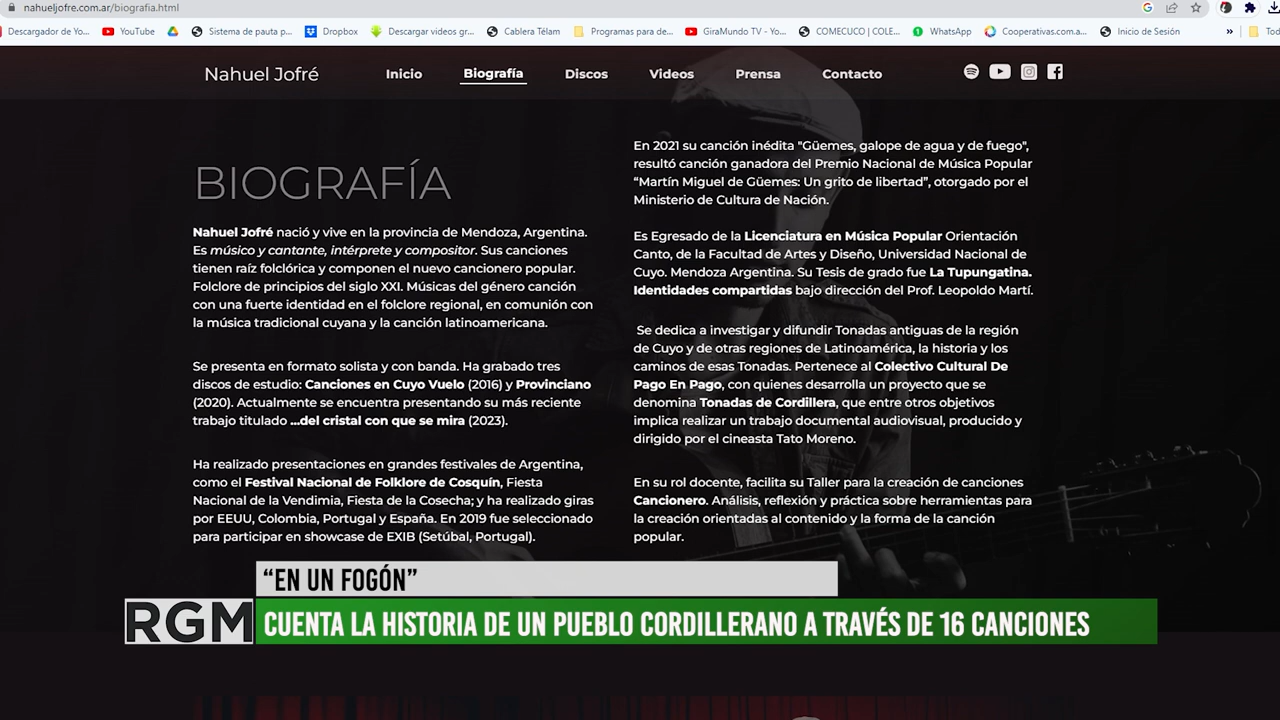 nahueljofre.com.ar/biografia.html
Descargador de Yo...
YouTube
Sistema de pauta p...
Dropbox
Descargar videos gr...
Cablera Télam
Programas para de...
GiraMundo TV - Yo...
COMECUCO | COLE...
WhatsApp
Cooperativas.com.a...
Inicio de Sesión
»
Tod
Nahuel Jofré
Inicio
Biografía
Discos
Videos
Prensa
Contacto
BIOGRAFÍA
Nahuel Jofré nació y vive en la provincia de Mendoza, Argentina.
Es músico y cantante, intérprete y compositor. Sus canciones
tienen raíz folclórica y componen el nuevo cancionero popular.
Folclore de principios del siglo XXI. Músicas del género canción
con una fuerte identidad en el folclore regional, en comunión con
la música tradicional cuyana y la canción latinoamericana.
Se presenta en formato solista y con banda. Ha grabado tres
discos de estudio: Canciones en Cuyo Vuelo (2016) y Provinciano
(2020). Actualmente se encuentra presentando su más reciente
trabajo titulado ...del cristal con que se mira (2023).
Ha realizado presentaciones en grandes festivales de Argentina,
como el Festival Nacional de Folklore de Cosquín, Fiesta
Nacional de la Vendimia, Fiesta de la Cosecha; y ha realizado giras
por EEUU, Colombia, Portugal y España. En 2019 fue seleccionado
para participar en showcase de EXIB (Setúbal, Portugal).
En 2021 su canción inédita "Güemes, galope de agua y de fuego",
resultó canción ganadora del Premio Nacional de Música Popular
“Martín Miguel de Güemes: Un grito de libertad”, otorgado por el
Ministerio de Cultura de Nación.
Es Egresado de la Licenciatura en Música Popular Orientación
Canto, de la Facultad de Artes y Diseño, Universidad Nacional de
Cuyo. Mendoza Argentina. Su Tesis de grado fue La Tupungatina.
Identidades compartidas bajo dirección del Prof. Leopoldo Martí.
Se dedica a investigar y difundir Tonadas antiguas de la región
de Cuyo y de otras regiones de Latinoamérica, la historia y los
caminos de esas Tonadas. Pertenece al Colectivo Cultural De
Pago En Pago, con quienes desarrolla un proyecto que se
denomina Tonadas de Cordillera, que entre otros objetivos
implica realizar un trabajo documental audiovisual, producido y
dirigido por el cineasta Tato Moreno.
En su rol docente, facilita su Taller para la creación de canciones
Cancionero. Análisis, reflexión y práctica sobre herramientas para
la creación orientadas al contenido y la forma de la canción
popular.
“EN UN FOGÓN”
RGM
CUENTA LA HISTORIA DE UN PUEBLO CORDILLERANO A TRAVÉS DE 16 CANCIONES